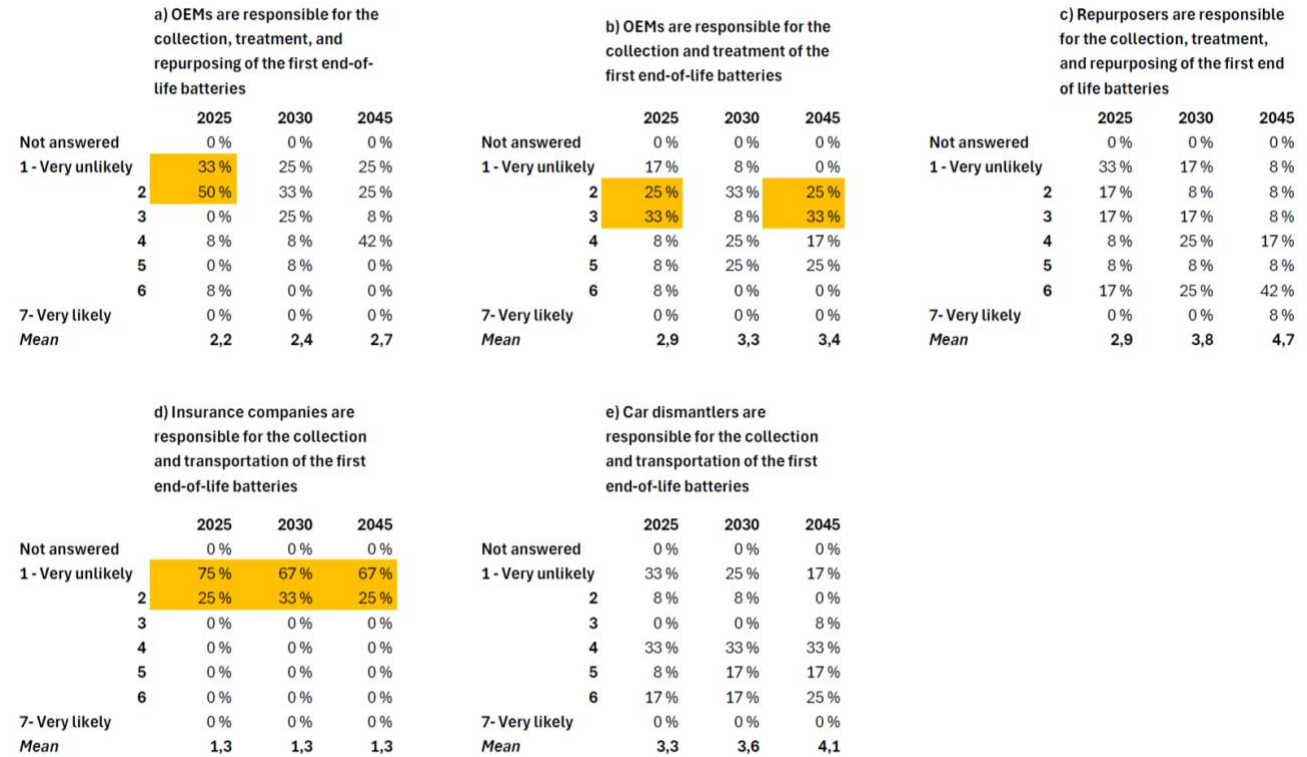 a) OEMs are responsible for the
collection, treatment, and
repurposing of the first end-of-
life batteries
2025 2030 2045
Not answered 0 % 0 % 0 %
1 - Very unlikely 33 % 25 % 25 %
2 50 % 33 % 25 %
3 0 % 25 % 8 %
4 8 % 8 % 42 %
5 0 % 8 % 0 %
6 8 % 0 % 0 %
7- Very likely 0 % 0 % 0 %
Mean 2,2 2,4 2,7
b) OEMs are responsible for the
collection and treatment of the
first end-of-life batteries
2025 2030 2045
Not answered 0 % 0 % 0 %
1 - Very unlikely 17 % 8 % 0 %
2 25 % 33 % 25 %
3 33 % 8 % 33 %
4 8 % 25 % 17 %
5 8 % 25 % 25 %
6 8 % 0 % 0 %
7- Very likely 0 % 0 % 0 %
Mean 2,9 3,3 3,4
c) Repurposers are responsible
for the collection, treatment,
and repurposing of the first end
of life batteries
2025 2030 2045
Not answered 0 % 0 % 0 %
1 - Very unlikely 33 % 17 % 8 %
2 17 % 8 % 8 %
3 17 % 17 % 8 %
4 8 % 25 % 17 %
5 8 % 8 % 8 %
6 17 % 25 % 42 %
7- Very likely 0 % 0 % 8 %
Mean 2,9 3,8 4,7
d) Insurance companies are
responsible for the collection
and transportation of the first
end-of-life batteries
2025 2030 2045
Not answered 0 % 0 % 0 %
1 - Very unlikely 75 % 67 % 67 %
2 25 % 33 % 25 %
3 0 % 0 % 0 %
4 0 % 0 % 0 %
5 0 % 0 % 0 %
6 0 % 0 % 0 %
7- Very likely 0 % 0 % 0 %
Mean 1,3 1,3 1,3
e) Car dismantlers are
responsible for the collection
and transportation of the first
end-of-life batteries
2025 2030 2045
Not answered 0 % 0 % 0 %
1 - Very unlikely 33 % 25 % 17 %
2 8 % 8 % 0 %
3 0 % 0 % 8 %
4 33 % 33 % 33 %
5 8 % 17 % 17 %
6 17 % 17 % 25 %
7- Very likely 0 % 0 % 0 %
Mean 3,3 3,6 4,1